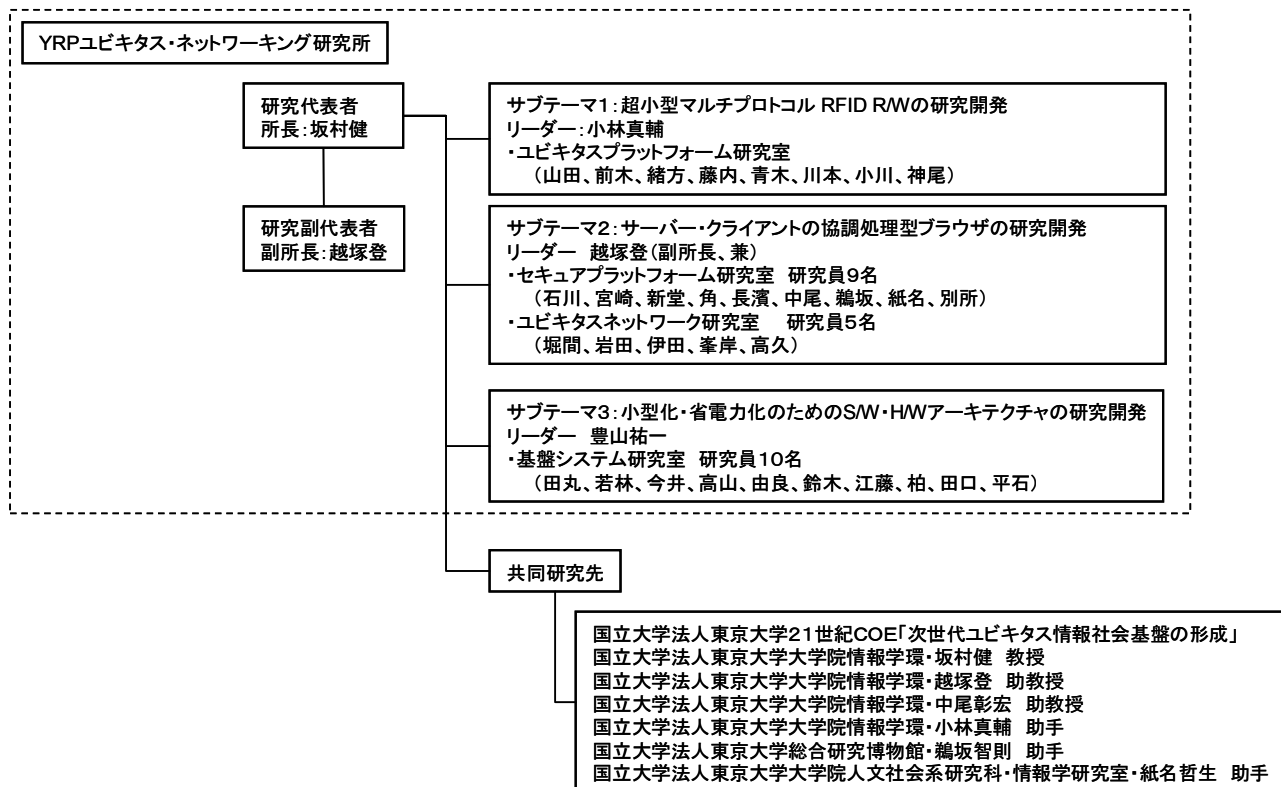 YRPユビキタス・ネットワーキング研究所
研究代表者
所長：坂村健
研究副代表者
副所長：越塚登
サブテーマ1：超小型マルチプロトコル RFID R/Wの研究開発
リーダー：小林真輔
・ユビキタスプラットフォーム研究室
（山田、前木、緒方、藤内、青木、川本、小川、神尾）
サブテーマ2：サーバー・クライアントの協調処理型ブラウザの研究開発
リーダー　越塚登（副所長、兼）
・セキュアプラットフォーム研究室　研究員9名
（石川、宮崎、新堂、角、長濱、中尾、鵜坂、紙名、別所）
・ユビキタスネットワーク研究室　　研究員5名
（堀間、岩田、伊田、峯岸、高久）
サブテーマ3：小型化・省電力化のためのS/W・H/Wアーキテクチャの研究開発
リーダー　豊山祐一
・基盤システム研究室　研究員10名
（田丸、若林、今井、高山、由良、鈴木、江藤、柏、田口、平石）
共同研究先
国立大学法人東京大学21世紀COE「次世代ユビキタス情報社会基盤の形成」
国立大学法人東京大学大学院情報学環・坂村健　教授
国立大学法人東京大学大学院情報学環・越塚登　助教授
国立大学法人東京大学大学院情報学環・中尾彰宏　助教授
国立大学法人東京大学大学院情報学環・小林真輔　助手
国立大学法人東京大学総合研究博物館・鵜坂智則　助手
国立大学法人東京大学大学院人文社会系研究科・情報学研究室・紙名哲生　助手